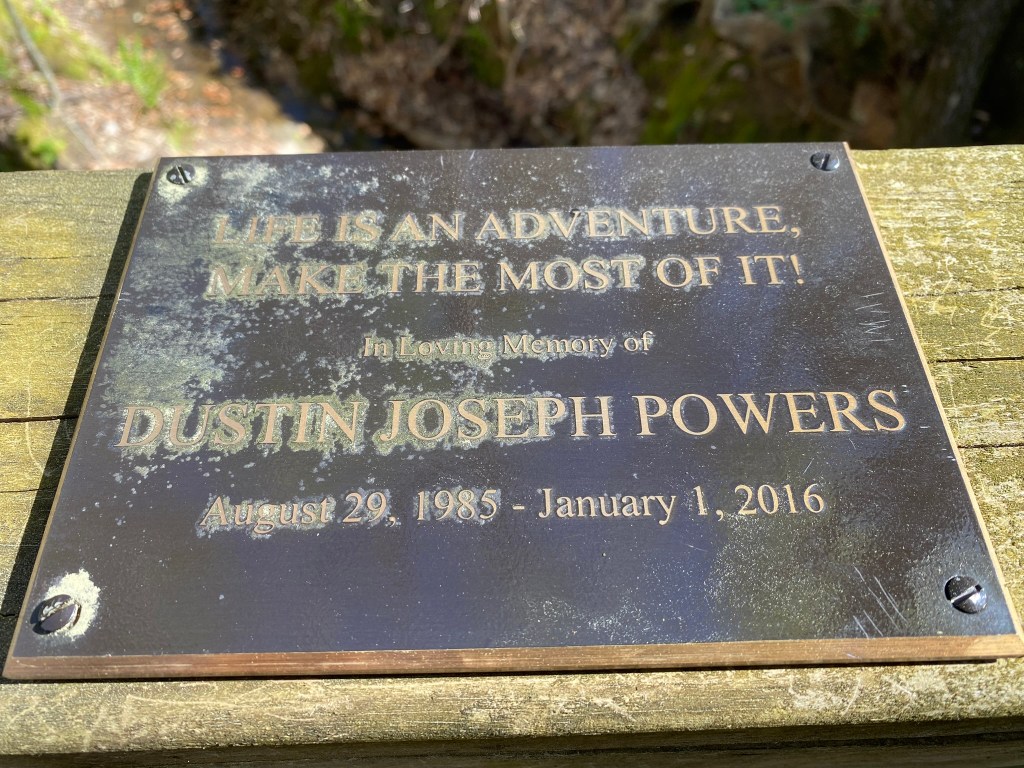 LIFE IS AN ADVENTURE,
MAKE THE MOST OF IT!
In Loving Memory of
DUSTIN JOSEPH POWERS
August 29, 1985 - January 1, 2016